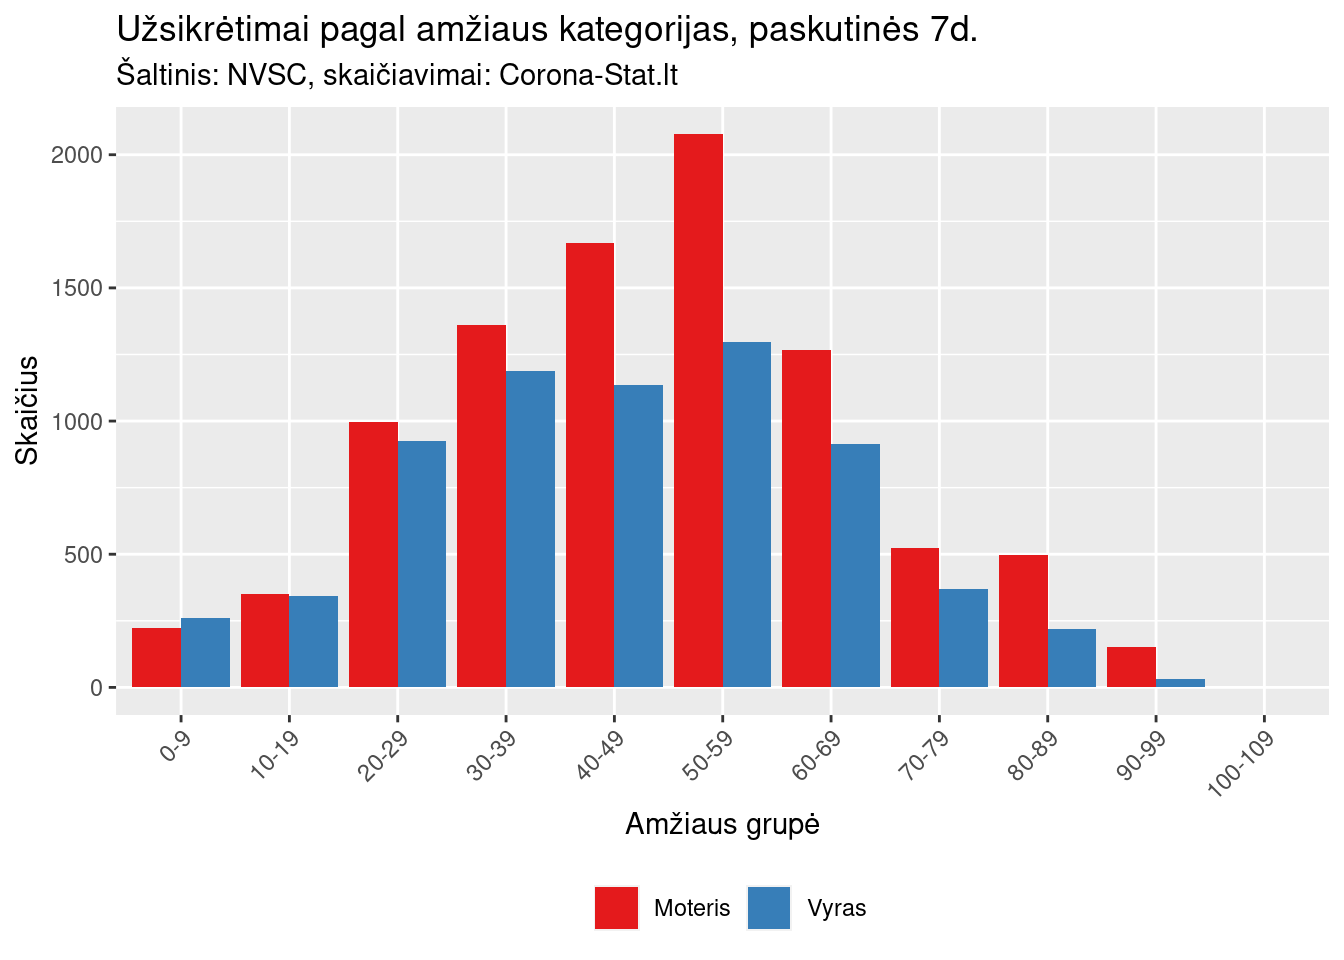 Užsikrėtimai pagal amžiaus kategorijas, paskutinės 7d.
Šaltinis: NVSC, skaičiavimai: Corona-Stat.lt
Skaičius
2000
1500
1000
500
0
0-9
10-19
20-29
30-39
40-49
50-59
60-69
70-79
80-89
90-99
100-109
Amžiaus grupė
Moteris
Vyras